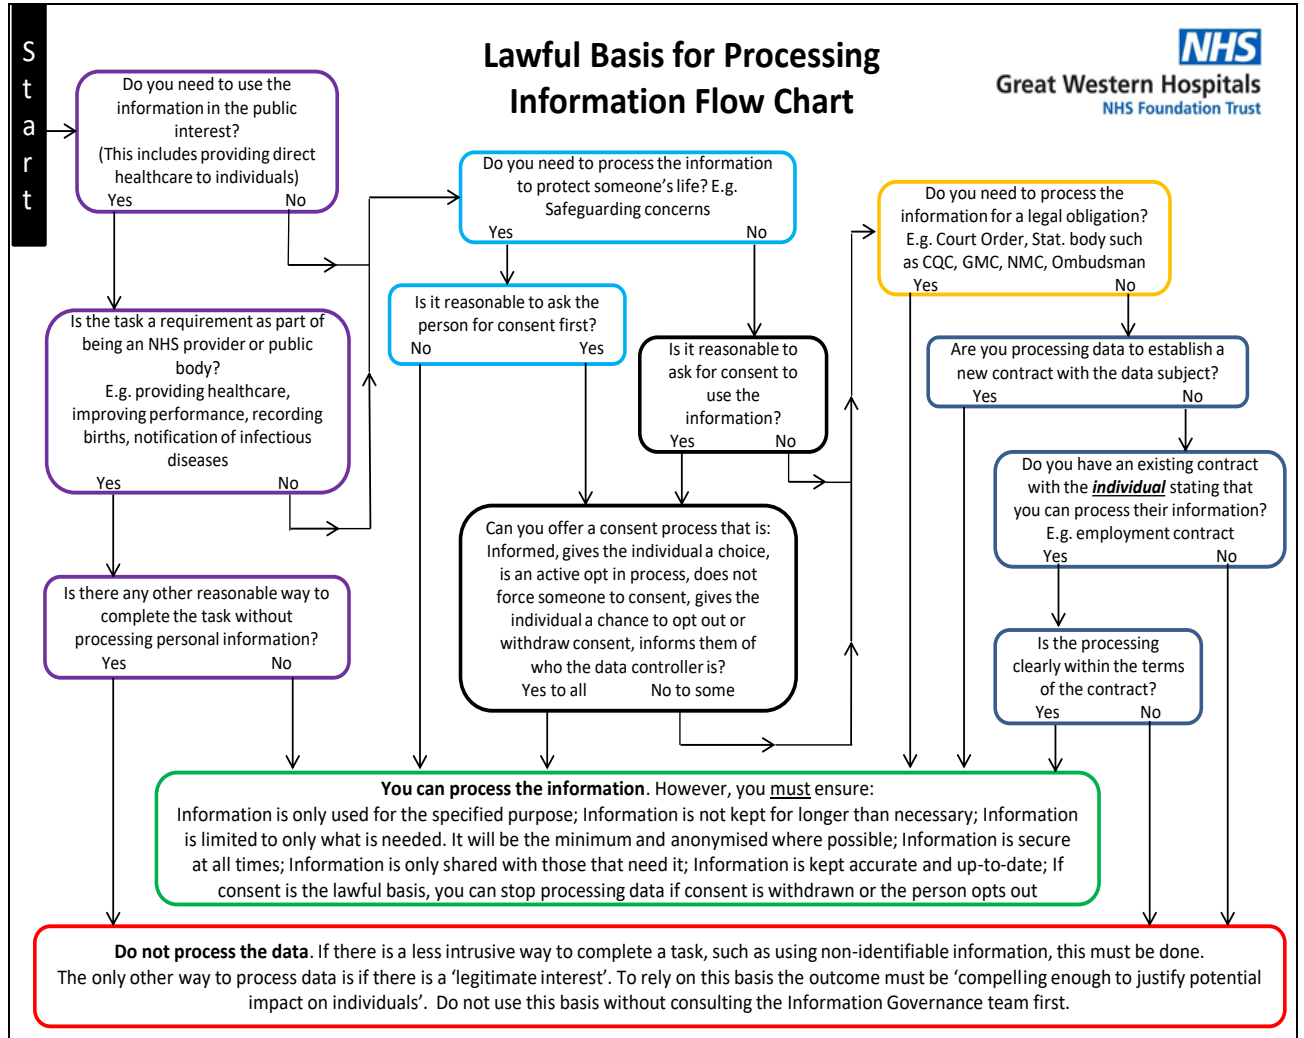 Start
Lawful Basis for Processing
Information Flow Chart
NHS
Great Western Hospitals
NHS Foundation Trust
Do you need to use the
information in the public
interest?
(This includes providing direct
healthcare to individuals)
Yes No
Do you need to process the information
to protect someone's life? E.g.
Safeguarding concerns
Yes No
Do you need to process the
information for a legal obligation?
E.g. Court Order, Stat. body such
as CQC, GMC, NMC, Ombudsman
Yes No
Is it reasonable to ask the
person for consent first?
No Yes
Is the task a requirement as part of
being an NHS provider or public
body?
E.g. providing healthcare,
improving performance, recording
births, notification of infectious
diseases
Yes No
Is it reasonable to
ask for consent to
use the
information?
Yes No
Are you processing data to establish a
new contract with the data subject?
Yes No
Do you have an existing contract
with the individual stating that
you can process their information?
E.g. employment contract
Yes No
Can you offer a consent process that is:
Informed, gives the individual a choice,
is an active opt in process, does not
force someone to consent, gives the
individual a chance to opt out or
withdraw consent, informs them of
who the data controller is?
Yes to all No to some
Is there any other reasonable way to
complete the task without
processing personal information?
Yes No
Is the processing
clearly within the terms
of the contract?
Yes No
You can process the information. However, you must ensure:
Information is only used for the specified purpose; Information is not kept for longer than necessary; Information
is limited to only what is needed. It will be the minimum and anonymised where possible; Information is secure
at all times; Information is only shared with those that need it; Information is kept accurate and up-to-date; If
consent is the lawful basis, you can stop processing data if consent is withdrawn or the person opts out
Do not process the data. If there is a less intrusive way to complete a task, such as using non-identifiable information, this must be done.
The only other way to process data is if there is a 'legitimate interest'. To rely on this basis the outcome must be 'compelling enough to justify potential
impact on individuals'. Do not use this basis without consulting the Information Governance team first.